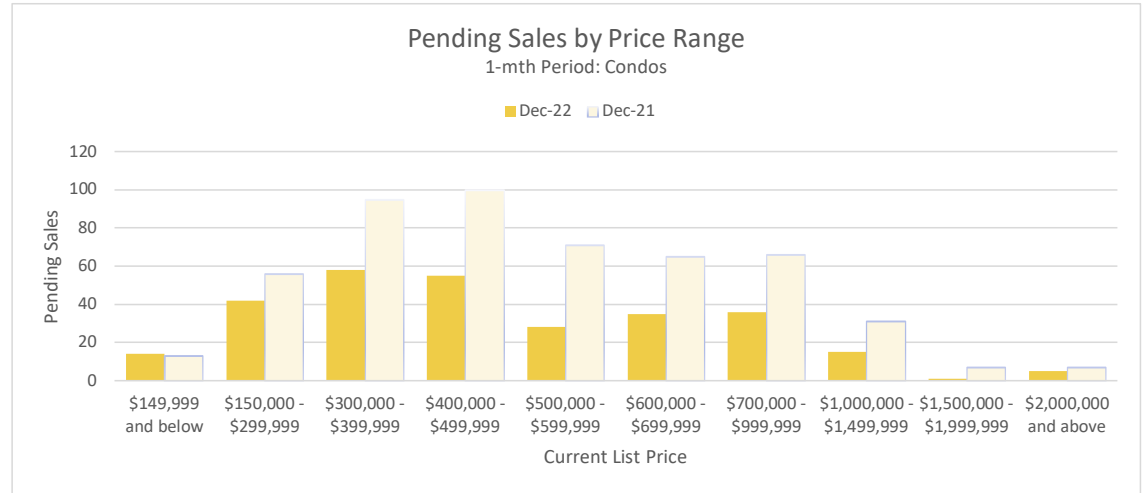 Pending Sales by Price Range
1-mth Period: Condos
Dec-22 Dec-21
120
100
80
60
40
20
0
Pending Sales
$149,999 and below
$150,000 - $299,999
$300,000 - $399,999
$400,000 - $499,999
$500,000 - $599,999
$600,000 - $699,999
$700,000 - $999,999
$1,000,000 - $1,499,999
$1,500,000 - $1,999,999
$2,000,000 and above
Current List Price